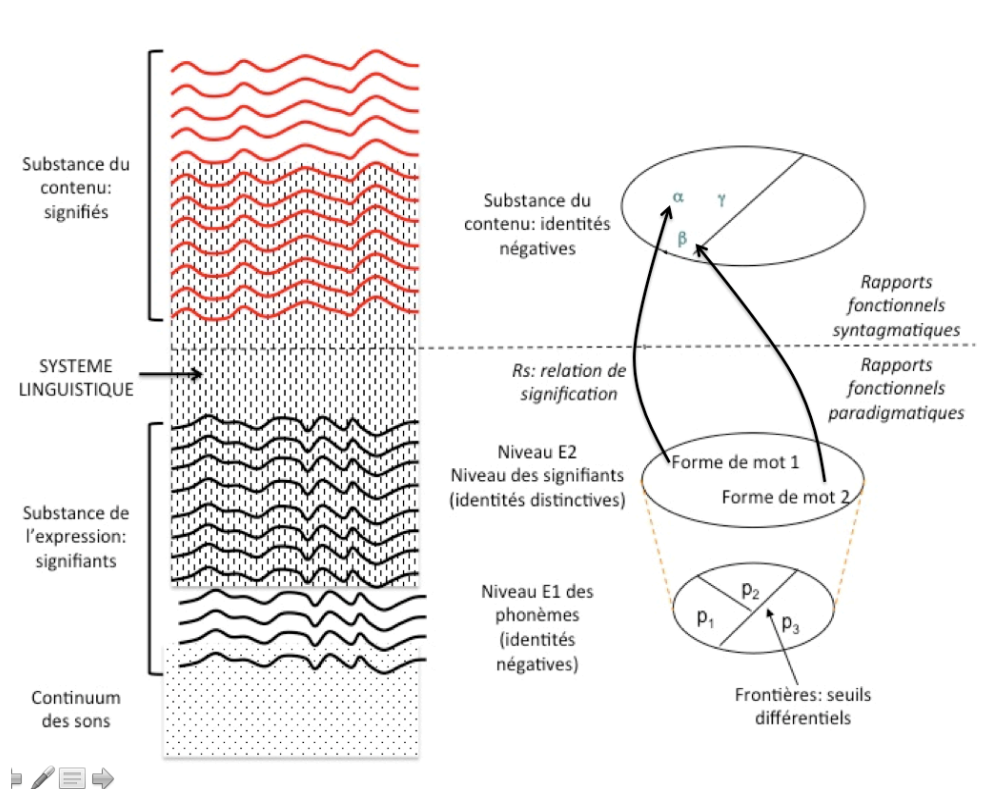 Substance du
contenu:
signifiés
SYSTEME
LINGUISTIQUE
Substance de
l'expression:
signifiants
Continuum
des sons
Substance du
contenu: identités
négatives
α
γ
β
Rapports
fonctionnels
syntagmatiques
Rs: relation de
signification
Rapports
fonctionnels
paradigmatiques
Niveau E2
Niveau des signifiants
(identités distinctives)
Forme de mot 1
Forme de mot 2
Niveau E1 des
phonèmes
(identités
négatives)
p1
p2
p3
Frontières: seuils
différentiels